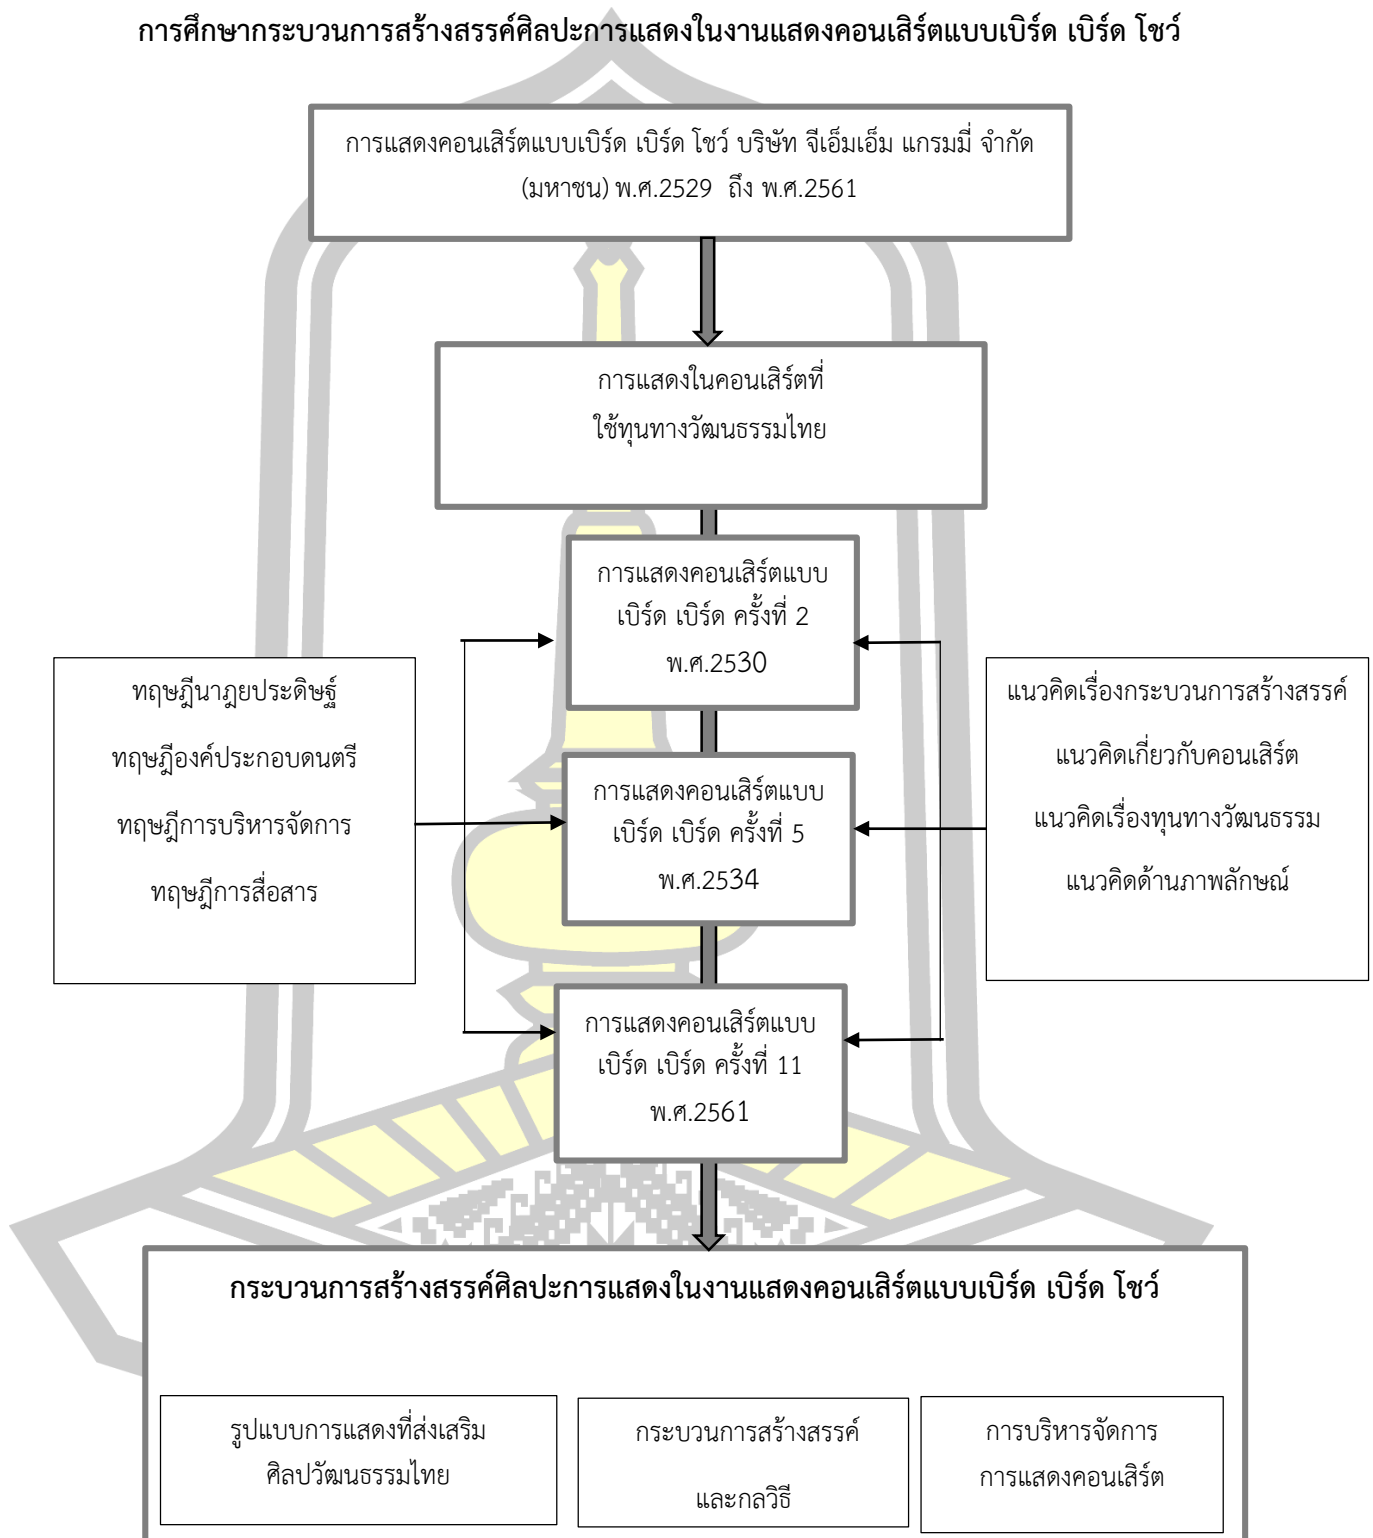 การศึกษากระบวนการสร้างสรรค์ศิลปะการแสดงในงานแสดงคอนเสิร์ตแบบเบิร์ด เบิร์ด โชว์
การแสดงคอนเสิร์ตแบบเบิร์ด เบิร์ด โชว์ บริษัท จีเอ็มเอ็ม แกรมมี่ จำกัด
(มหาชน) พ.ศ.2529 ถึง พ.ศ.2561
การแสดงในคอนเสิร์ตที่
ใช้ทุนทางวัฒนธรรมไทย
การแสดงคอนเสิร์ตแบบ
เบิร์ด เบิร์ด ครั้งที่ 2
พ.ศ.2530
ทฤษฎีนาฏยประดิษฐ์
ทฤษฎีองค์ประกอบดนตรี
ทฤษฎีการบริหารจัดการ
ทฤษฎีการสื่อสาร
การแสดงคอนเสิร์ตแบบ
เบิร์ด เบิร์ด ครั้งที่ 5
พ.ศ.2534
แนวคิดเรื่องกระบวนการสร้างสรรค์
แนวคิดเกี่ยวกับคอนเสิร์ต
แนวคิดเรื่องทุนทางวัฒนธรรม
แนวคิดด้านภาพลักษณ์
การแสดงคอนเสิร์ตแบบ
เบิร์ด เบิร์ด ครั้งที่ 11
พ.ศ.2561
กระบวนการสร้างสรรค์ศิลปะการแสดงในงานแสดงคอนเสิร์ตแบบเบิร์ด เบิร์ด โชว์
รูปแบบการแสดงที่ส่งเสริม
ศิลปวัฒนธรรมไทย
กระบวนการสร้างสรรค์
และกลวิธี
การบริหารจัดการ
การแสดงคอนเสิร์ต